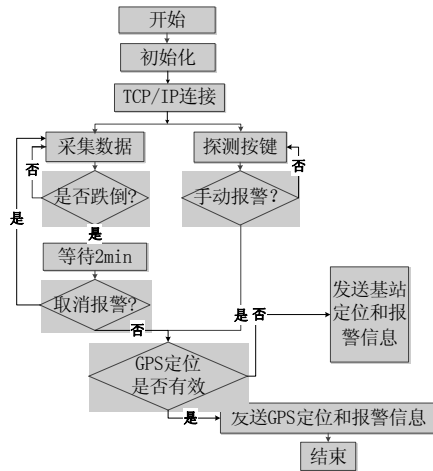 开始
初始化
TCP/IP连接
采集数据
探测按键
否
否
是否跌倒?
手动报警?
是
是
等待2min
取消报警?
是
否
发送基站
定位和报
警信息
否
GPS定位
是否有效
是
发送GPS定位和报警信息
结束